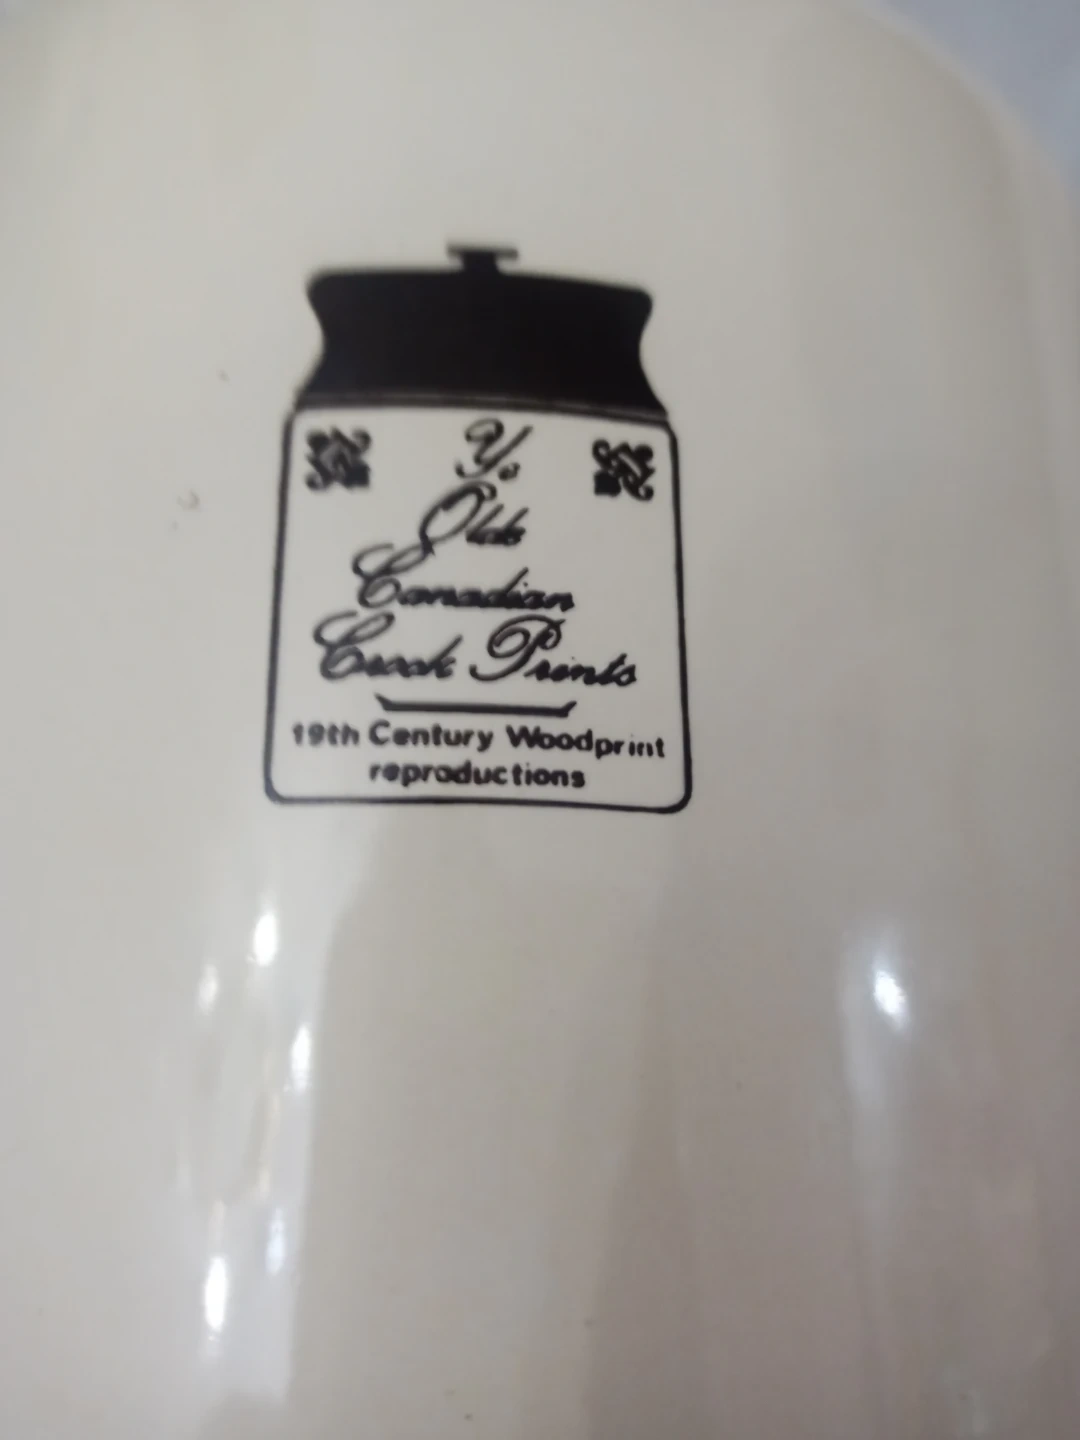 Ye
Olde
Canadian
Crock Prints
19th Century Woodprint
reproductions